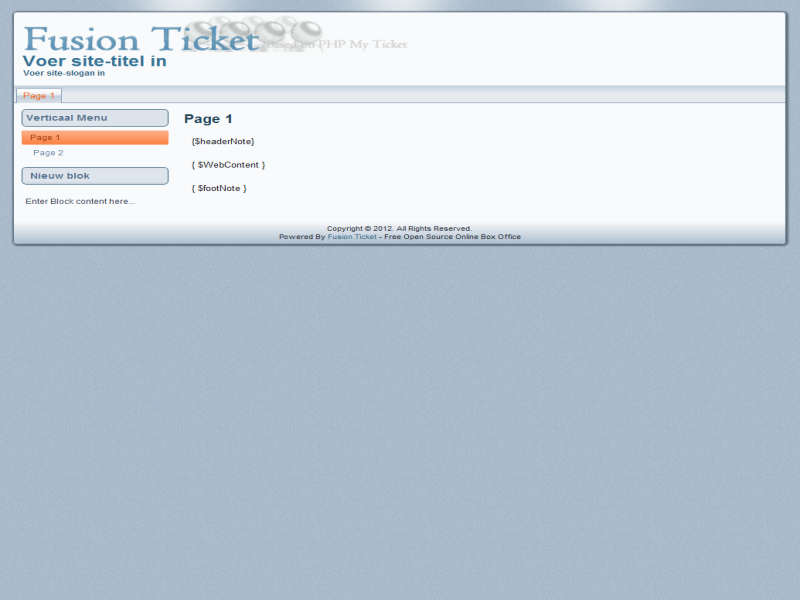 Fusion Ticket
Based on PHP My Ticket
Voer site-titel in
Voer site-slogan in
Page 1
Verticaal Menu
Page 1
Page 2
Nieuw blok
Enter Block content here...
Page 1
{$headerNote}
{ $WebContent }
{ $footNote }
Copyright © 2012. All Rights Reserved.
Powered By Fusion Ticket - Free Open Source Online Box Office